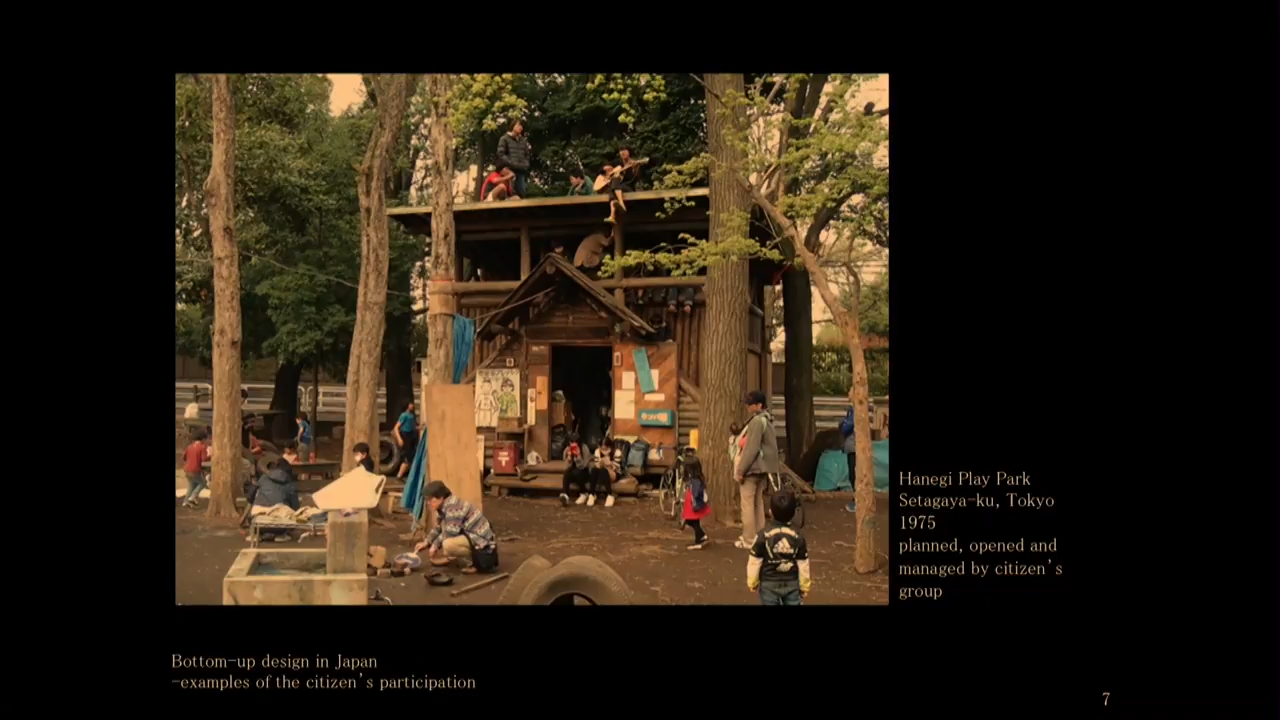 Hanegi Play Park
Setagaya-ku, Tokyo
1975
planned, opened and
managed by citizen's
group
Bottom-up design in Japan
-examples of the citizen's participation
7